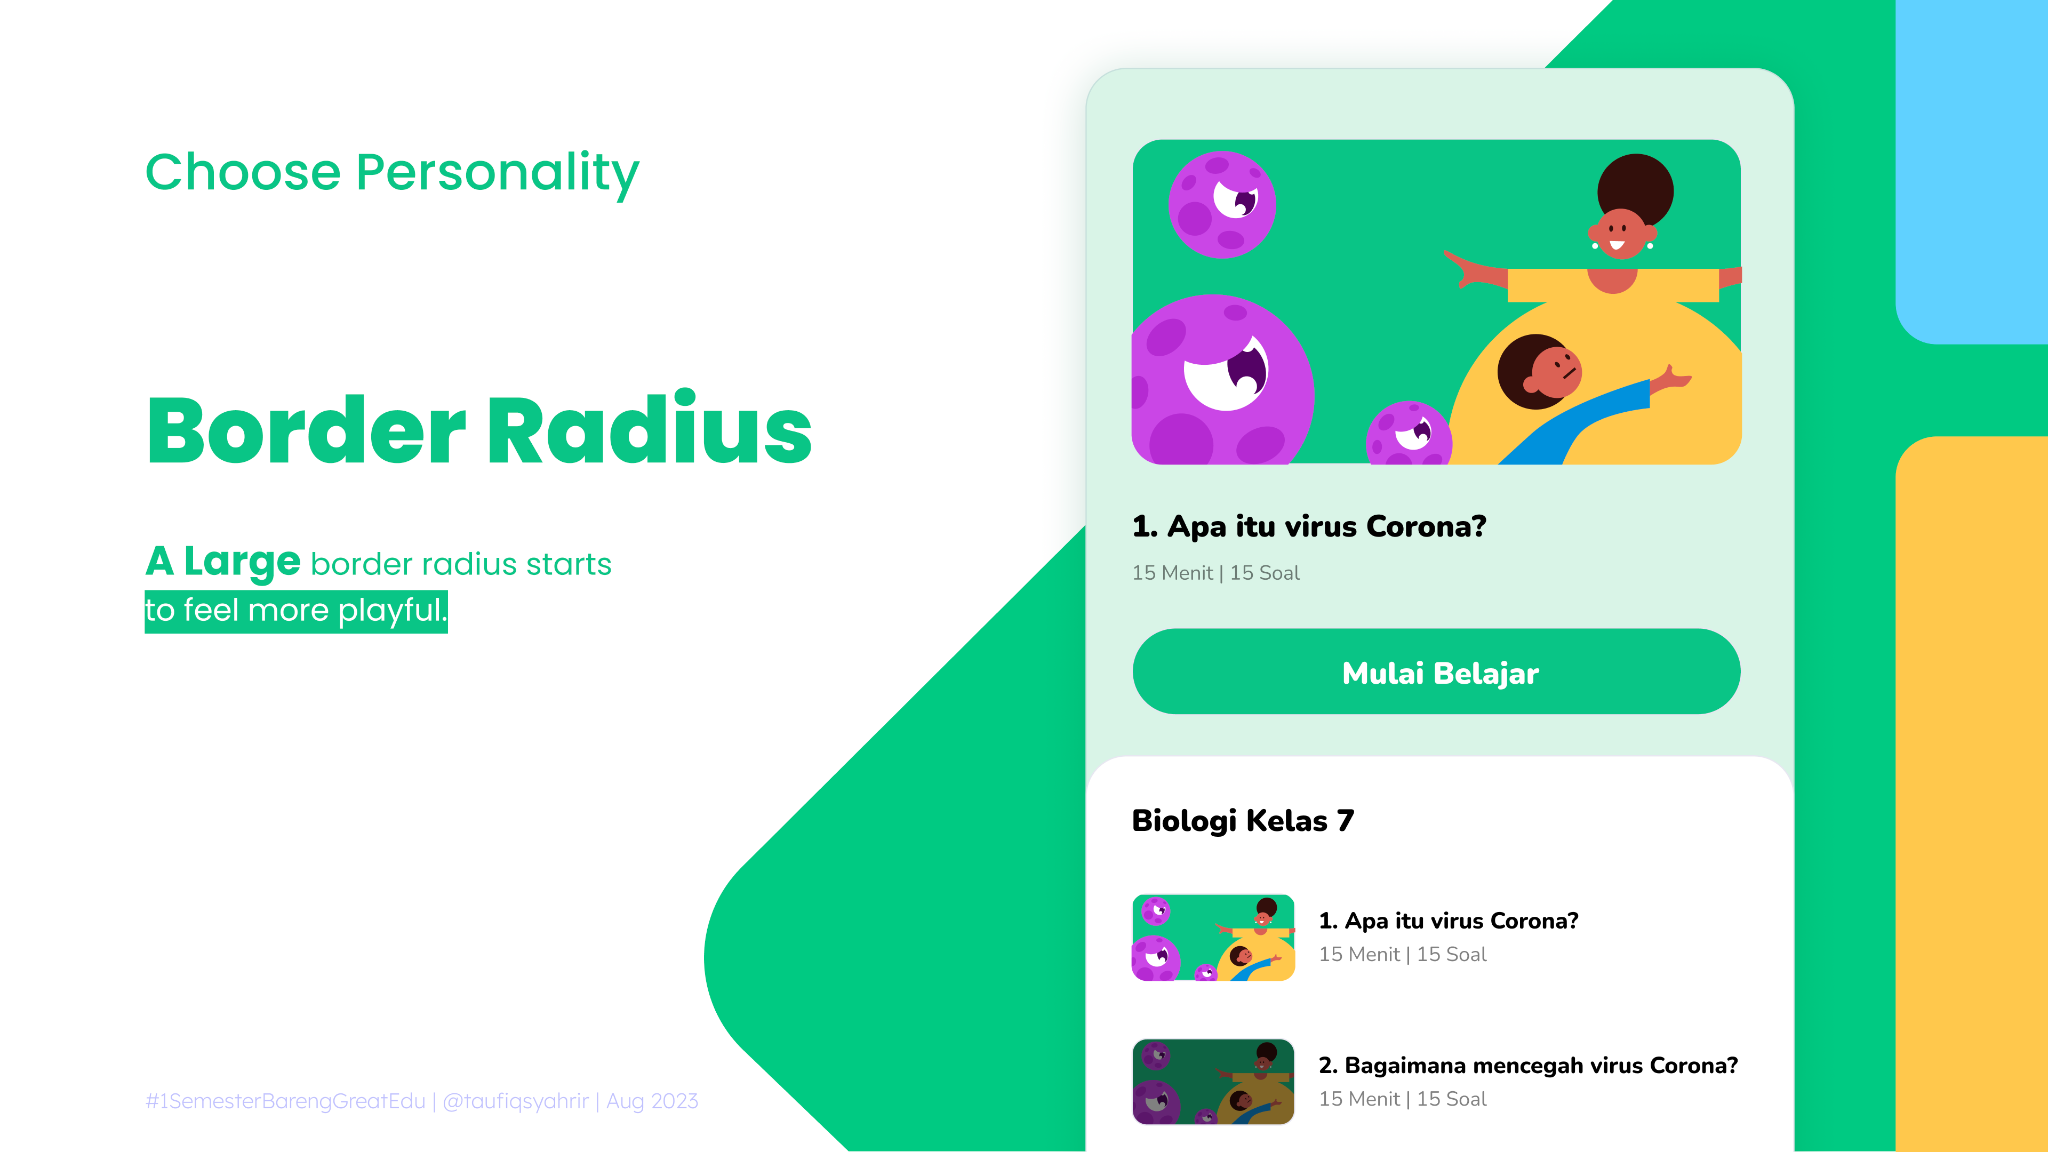 Choose Personality
Border Radius
A Large border radius starts
to feel more playful.
#1SemesterBarengGreatEdu | @taufiqsyahrir | Aug 2023
1. Apa itu virus Corona?
15 Menit | 15 Soal
Mulai Belajar
Biologi Kelas 7
1. Apa itu virus Corona?
15 Menit | 15 Soal
2. Bagaimana mencegah virus Corona?
15 Menit | 15 Soal